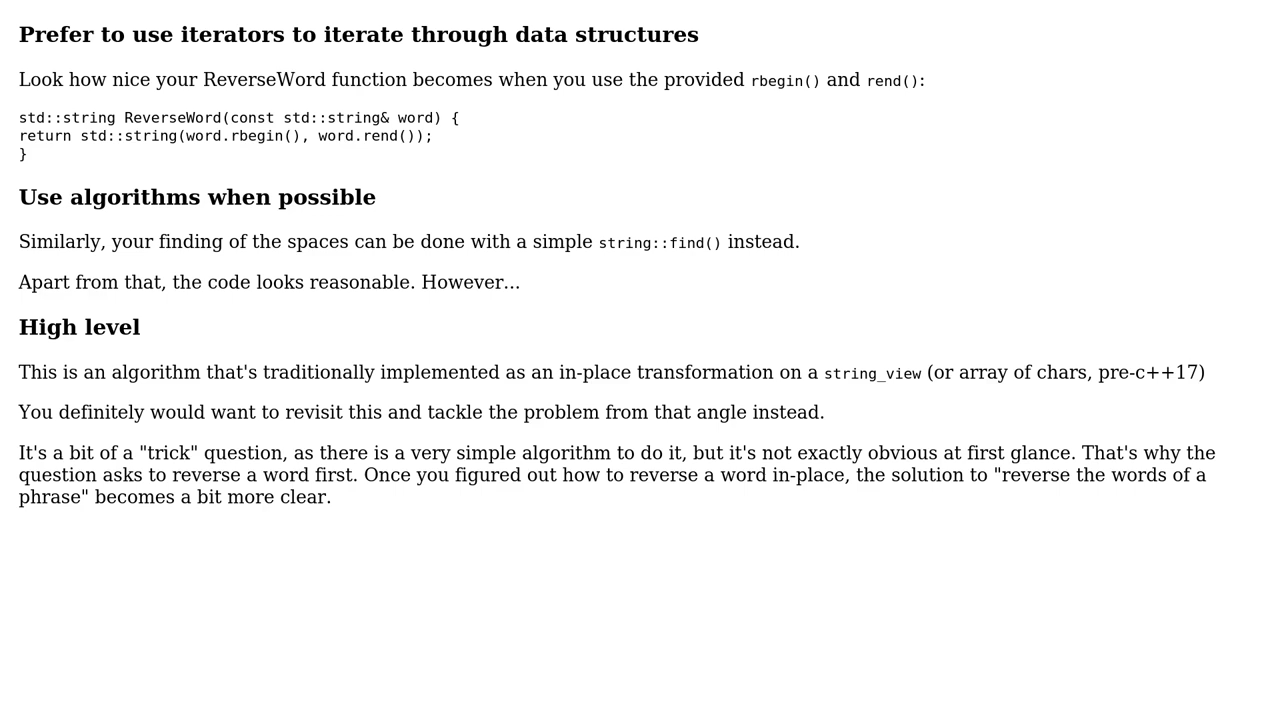 Prefer to use iterators to iterate through data structures
Look how nice your ReverseWord function becomes when you use the provided rbegin() and rend():
std::string ReverseWord(const std::string& word) {
return std::string(word.rbegin(), word.rend());
}
Use algorithms when possible
Similarly, your finding of the spaces can be done with a simple string::find() instead.
Apart from that, the code looks reasonable. However...
High level
This is an algorithm that's traditionally implemented as an in-place transformation on a string_view (or array of chars, pre-c++17)
You definitely would want to revisit this and tackle the problem from that angle instead.
It's a bit of a "trick" question, as there is a very simple algorithm to do it, but it's not exactly obvious at first glance. That's why the
question asks to reverse a word first. Once you figured out how to reverse a word in-place, the solution to "reverse the words of a
phrase" becomes a bit more clear.